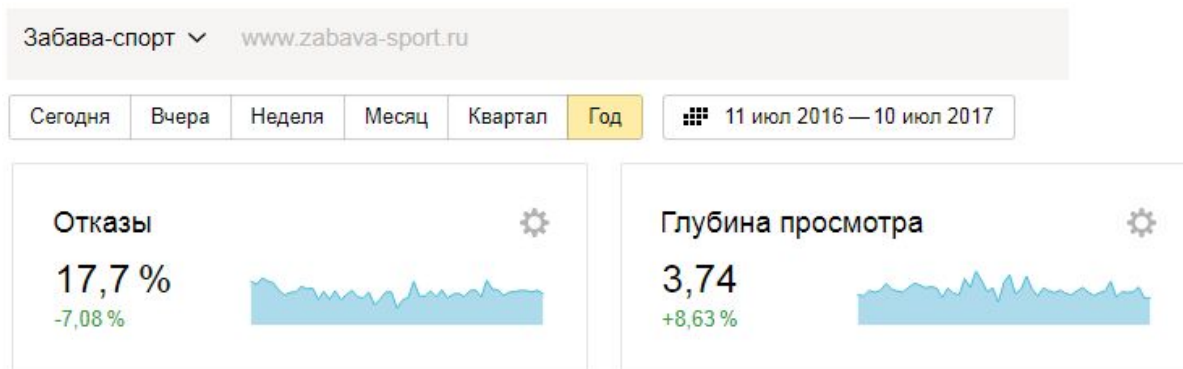 Забава-спорт www.zabava-sport.ru
Сегодня Вчера Неделя Месяц Квартал Год 11 июл 2016 — 10 июл 2017
Отказы
17,7 %
-7,08 %
Глубина просмотра
3,74
+8,63 %